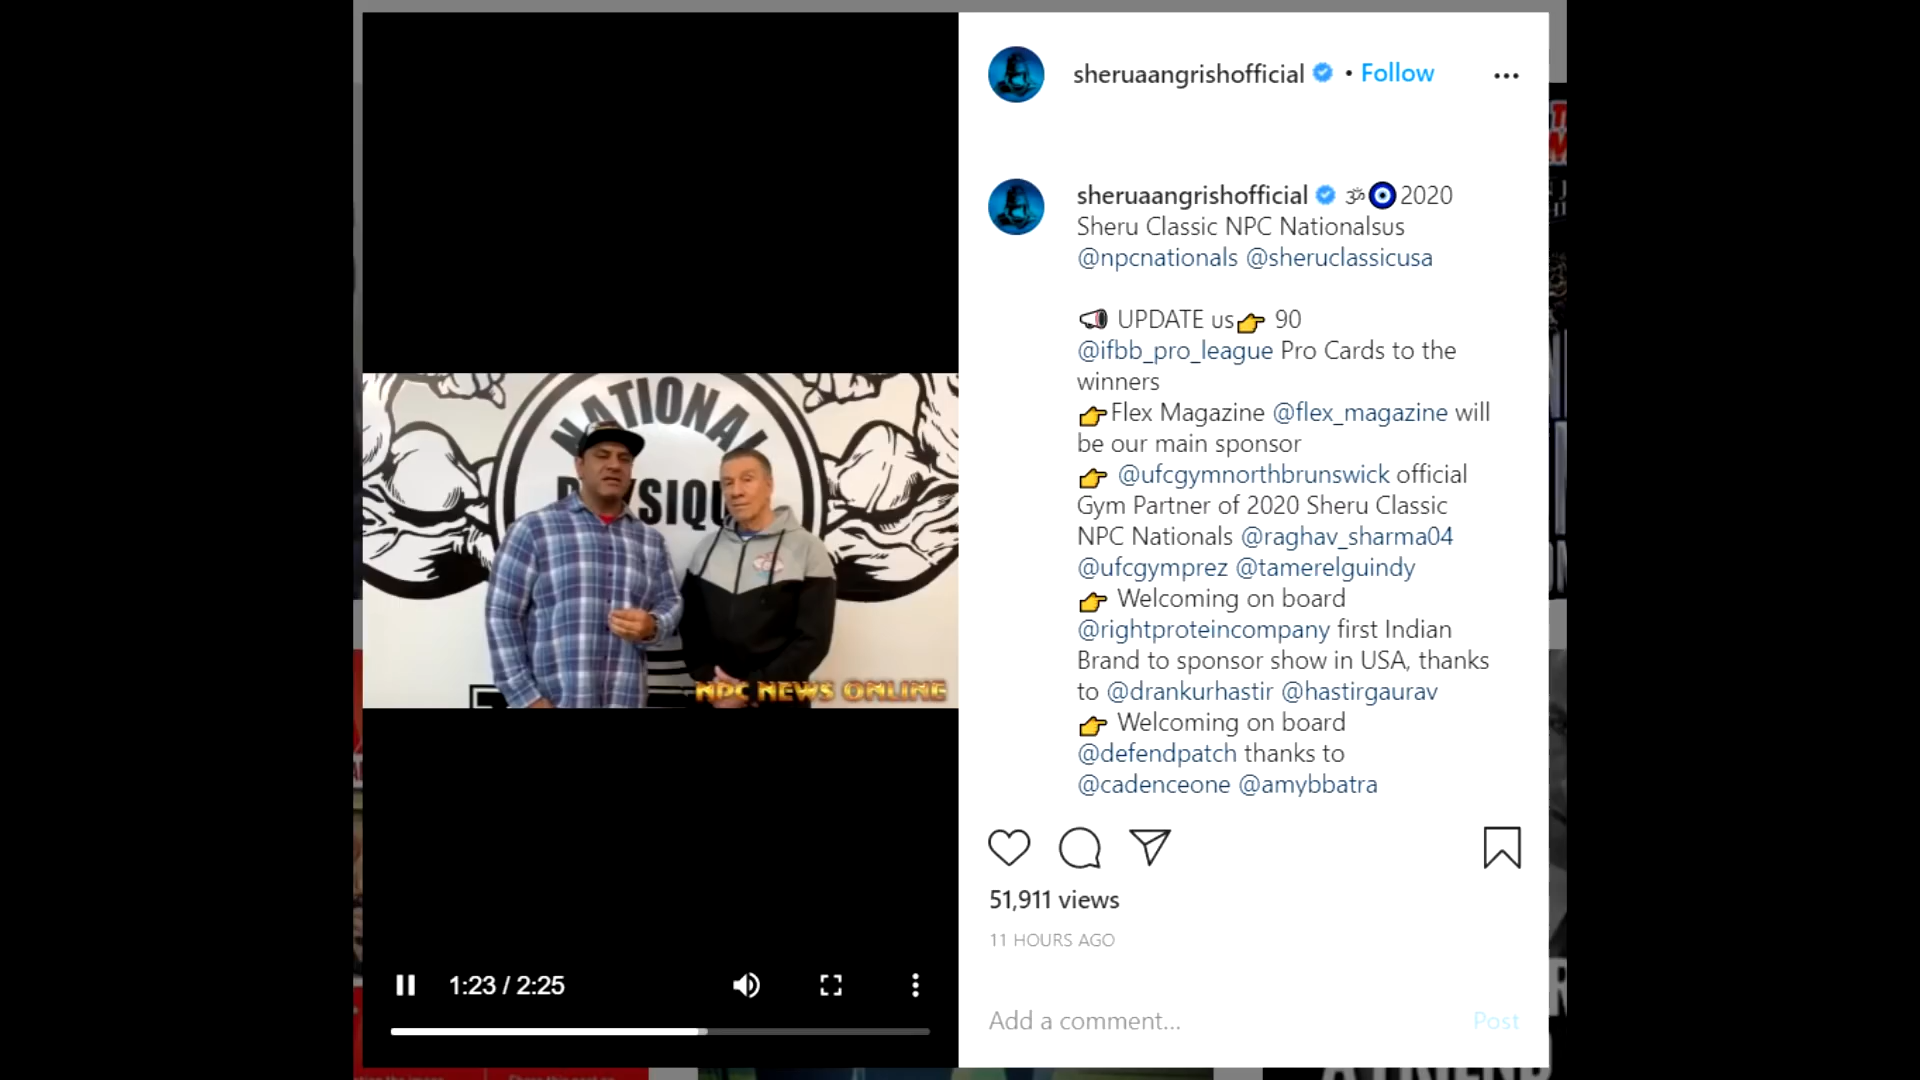 sheruaangrishofficial • Follow
sheruaangrishofficial ॐ🧿2020
Sheru Classic NPC Nationalsus
@npcnationals @sheruclassicusa
📢 UPDATE us👉 90
@ifbb_pro_league Pro Cards to the
winners
👉Flex Magazine @flex_magazine will
be our main sponsor
👉 @ufcgymnorthbrunswick official
Gym Partner of 2020 Sheru Classic
NPC Nationals @raghav_sharma04
@ufcgymprez @tamerelguindy
👉 Welcoming on board
@rightproteincompany first Indian
Brand to sponsor show in USA, thanks
to @drankurhastir @hastirgaurav
👉 Welcoming on board
@defendpatch thanks to
@cadenceone @amybbatra
51,911 views
11 HOURS AGO
Add a comment... Post
NATIONAL
NPC NEWS ONLINE
1:23 / 2:25